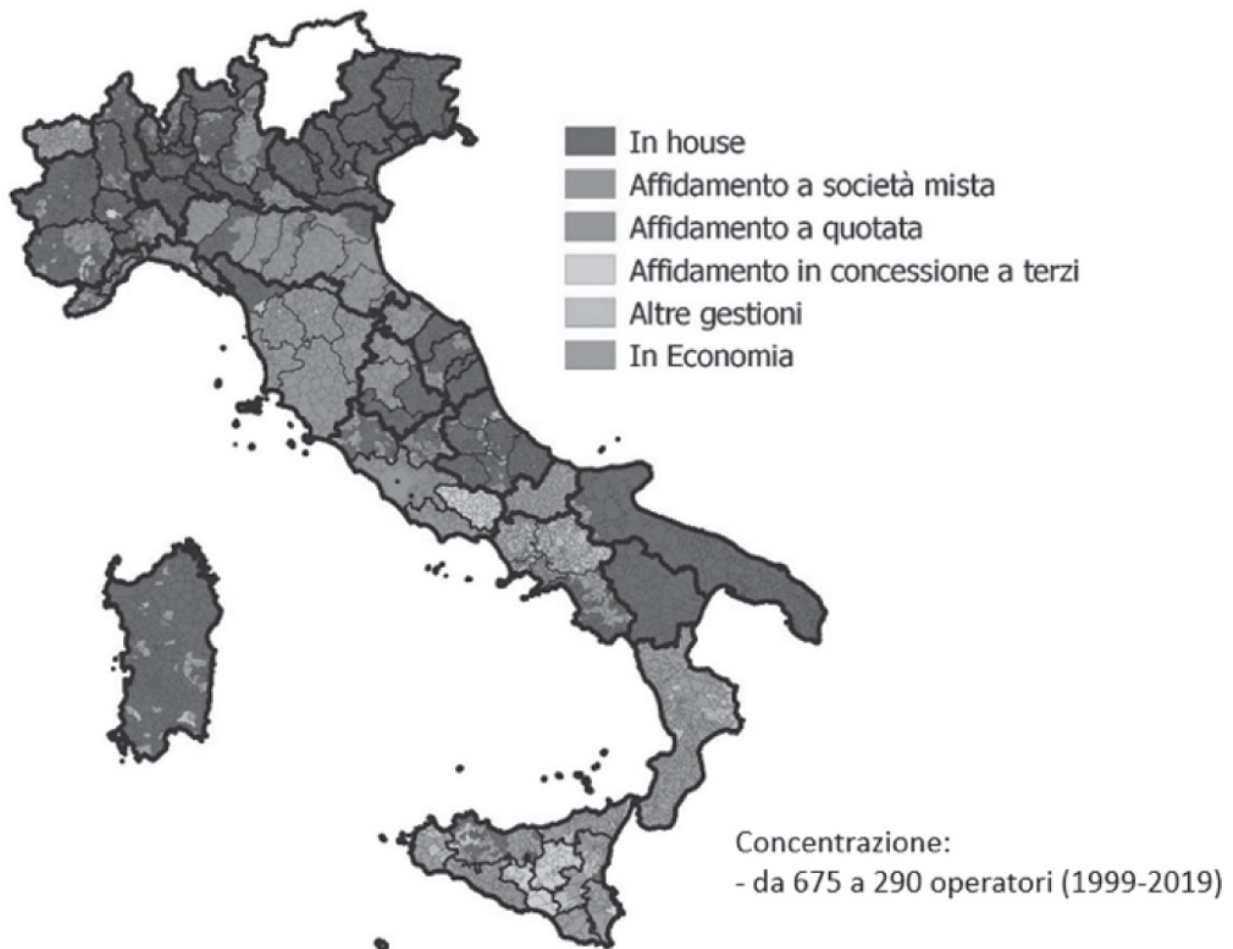 In house
Affidamento a società mista
Affidamento a quotata
Affidamento in concessione a terzi
Altre gestioni
In Economia
Concentrazione:
- da 675 a 290 operatori (1999-2019)